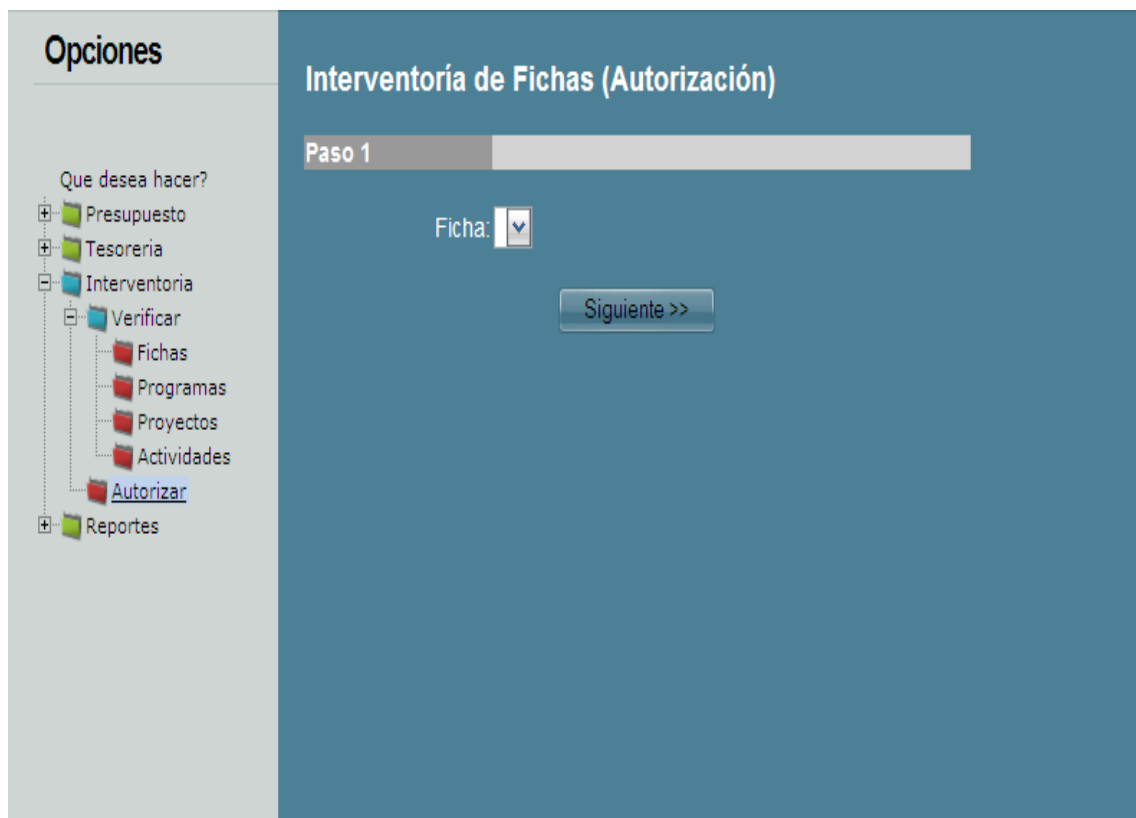 Opciones
Que desea hacer?
Presupuesto
Tesoreria
Interventoria
Verificar
Fichas
Programas
Proyectos
Actividades
Autorizar
Reportes
Interventoría de Fichas (Autorización)
Paso 1
Ficha:
Siguiente >>